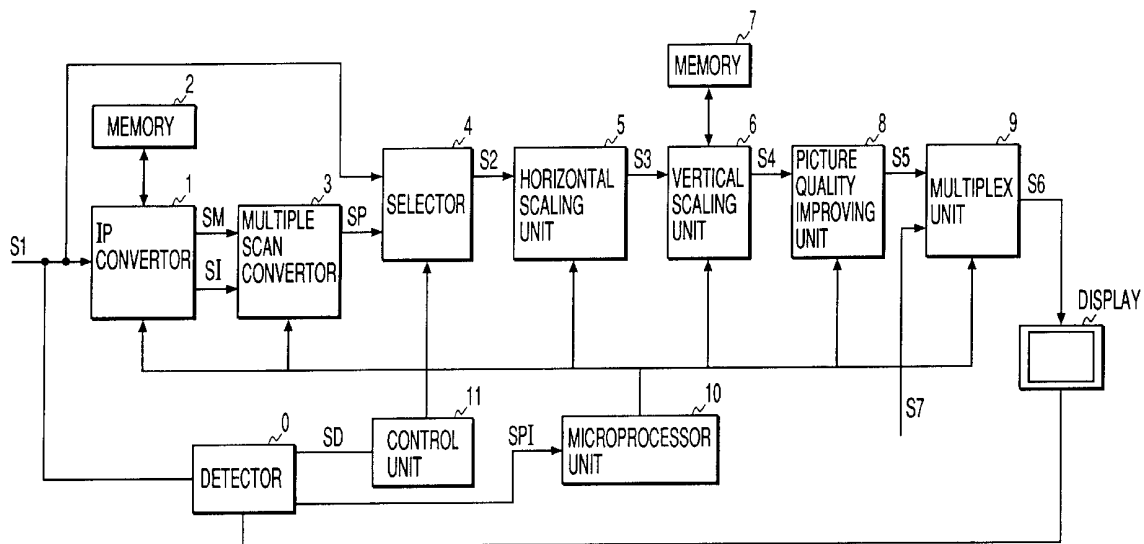 7
MEMORY
2
MEMORY
4
SELECTOR
S2
5
HORIZONTAL
SCALING
UNIT
S3
6
VERTICAL
SCALING
UNIT
S4
8
PICTURE
QUALITY
IMPROVING
UNIT
S5
9
MULTIPLEX
UNIT
S6
S1
1
IP
CONVERTOR
SM
SI
3
MULTIPLE
SCAN
CONVERTOR
SP
DISPLAY
S7
0
DETECTOR
SD
11
CONTROL
UNIT
SPI
10
MICROPROCESSOR
UNIT